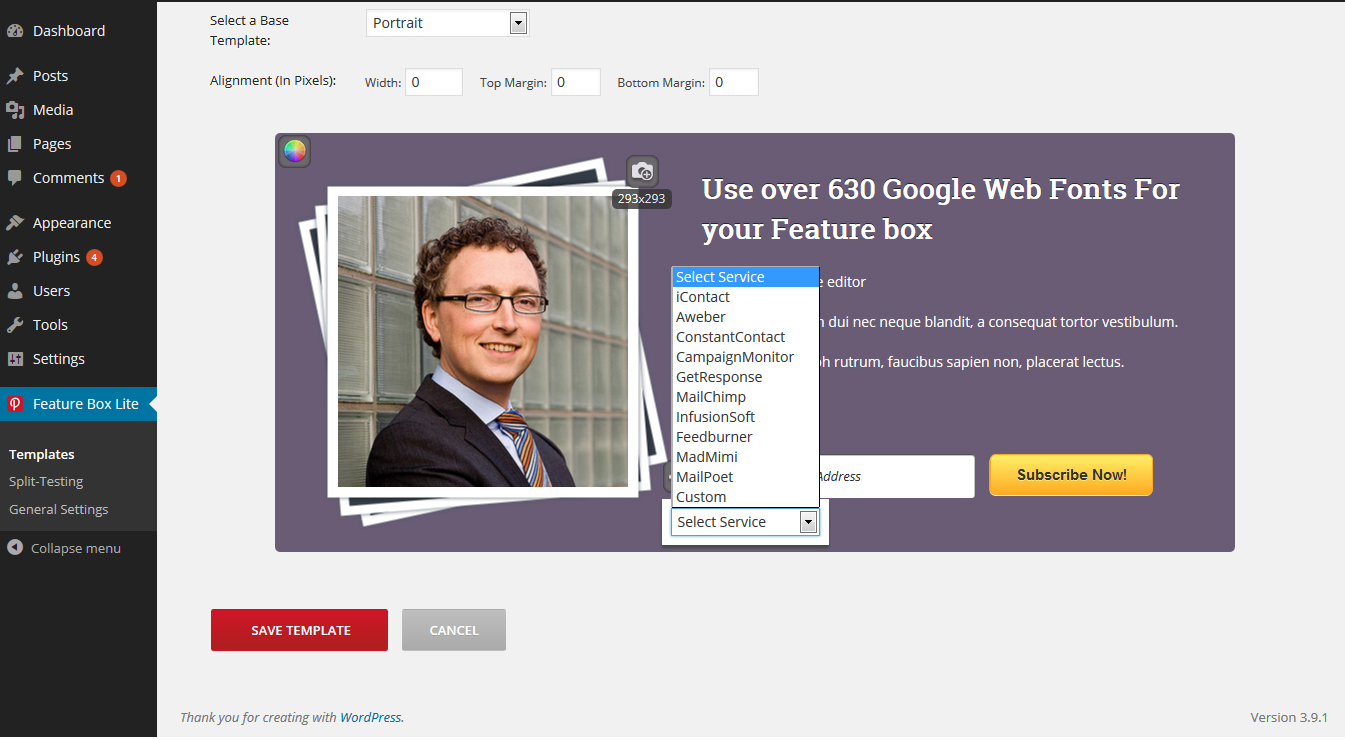 Dashboard
Posts
Media
Pages
Comments 1
Appearance
Plugins 4
Users
Tools
Settings
Feature Box Lite
Templates
Split-Testing
General Settings
Collapse menu
Select a Base
Template:
Portrait
Alignment (In Pixels):
Width: 0
Top Margin: 0
Bottom Margin: 0
293x293
Use over 630 Google Web Fonts For
your Feature box
editor
dui nec neque blandit, a consequat tortor vestibulum.
rutrum, faucibus sapien non, placerat lectus.
Select Service
iContact
Aweber
ConstantContact
CampaignMonitor
GetResponse
MailChimp
InfusionSoft
Feedburner
MadMimi
MailPoet
Custom
Select Service
Address
Subscribe Now!
SAVE TEMPLATE
CANCEL
Thank you for creating with WordPress.
Version 3.9.1